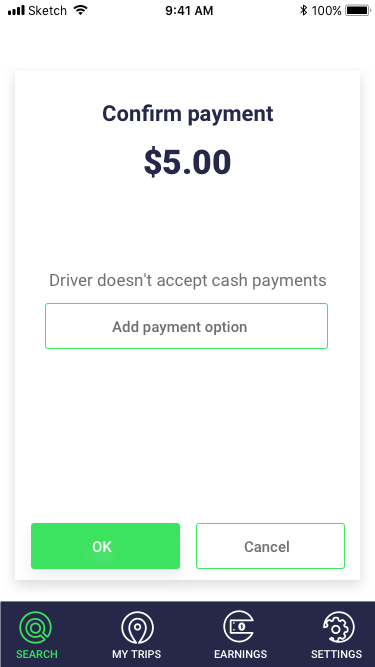 Sketch 9:41 AM 100%
Confirm payment
$5.00
Driver doesn't accept cash payments
Add payment option
OK Cancel
SEARCH MY TRIPS EARNINGS SETTINGS